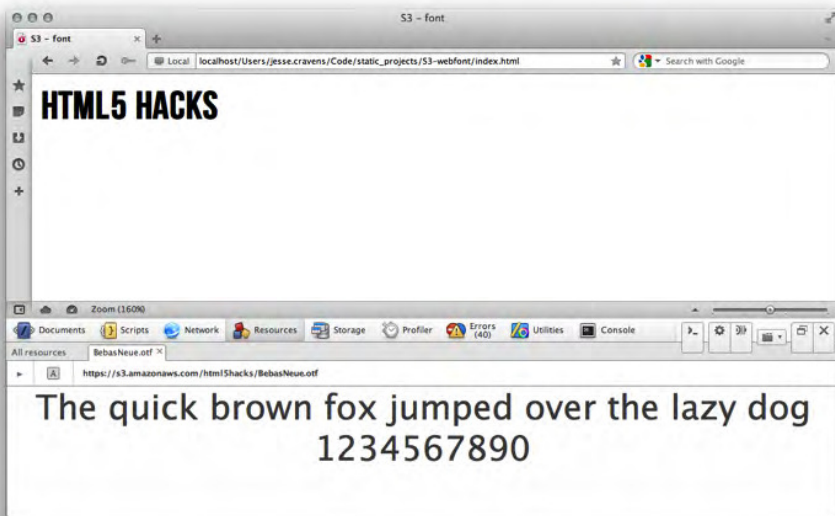 S3 - font
S3 - font
Local localhost/Users/jesse.cravens/Code/static_projects/S3-webfont/index.html Search with Google
HTML5 HACKS
Zoom (160%)
Documents Scripts Network Resources Storage Profiler Errors (40) Utilities Console
All resources BebasNeue.otf
A https://s3.amazonaws.com/html5hacks/BebasNeue.otf
The quick brown fox jumped over the lazy dog
1234567890